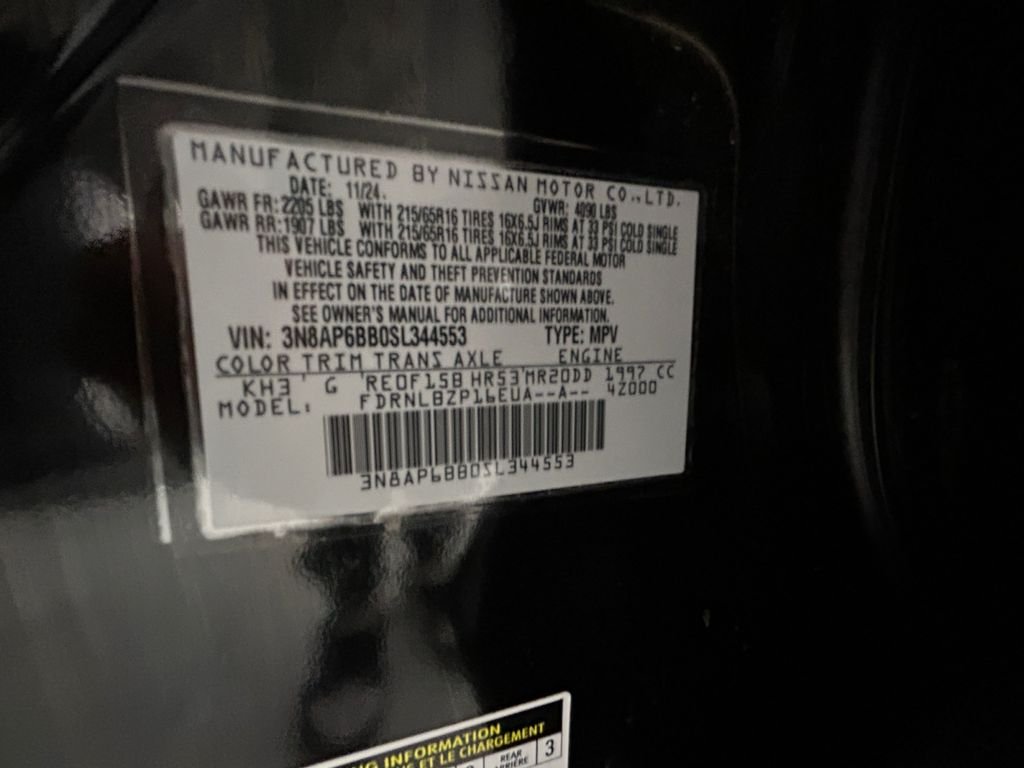 MANUFACTURED BY NISSAN MOTOR CO.,LTD.
DATE: 11/24. GVWR: 4090 LBS
GAWR FR: 2205 LBS WITH 215/65R16 TIRES 16X6.5J RIMS AT 33 PSI COLD SINGLE
GAWR RR: 1907 LBS WITH 215/65R16 TIRES 16X6.5J RIMS AT 33 PSI COLD SINGLE
THIS VEHICLE CONFORMS TO ALL APPLICABLE FEDERAL MOTOR
VEHICLE SAFETY AND THEFT PREVENTION STANDARDS
IN EFFECT ON THE DATE OF MANUFACTURE SHOWN ABOVE.
SEE OWNER'S MANUAL FOR ADDITIONAL INFORMATION.
VIN: 3N8AP6BB0SL344553 TYPE: MPV
COLOR TRIM TRANS AXLE ENGINE
KH3 G RE0F15B HR53 MR20DD 1997 CC
MODEL: FDRNLBZP16EUA--A-- 4Z000
3N8AP6BB0SL344553
INFORMATION
ET LE CHARGEMENT
REAR 3